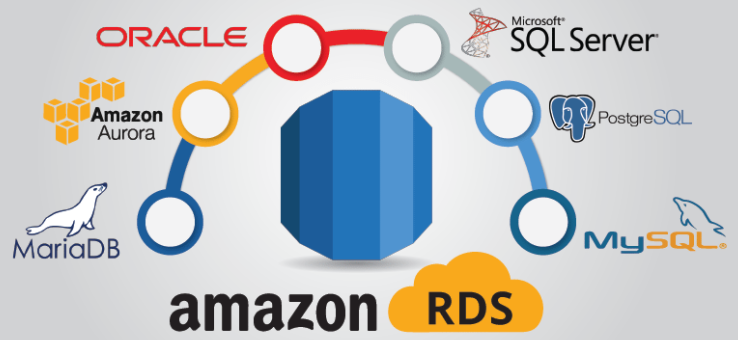 ORACLE
Microsoft®
SQL Server®
Amazon
Aurora
PostgreSQL
MariaDB
MySQL®
amazon
RDS